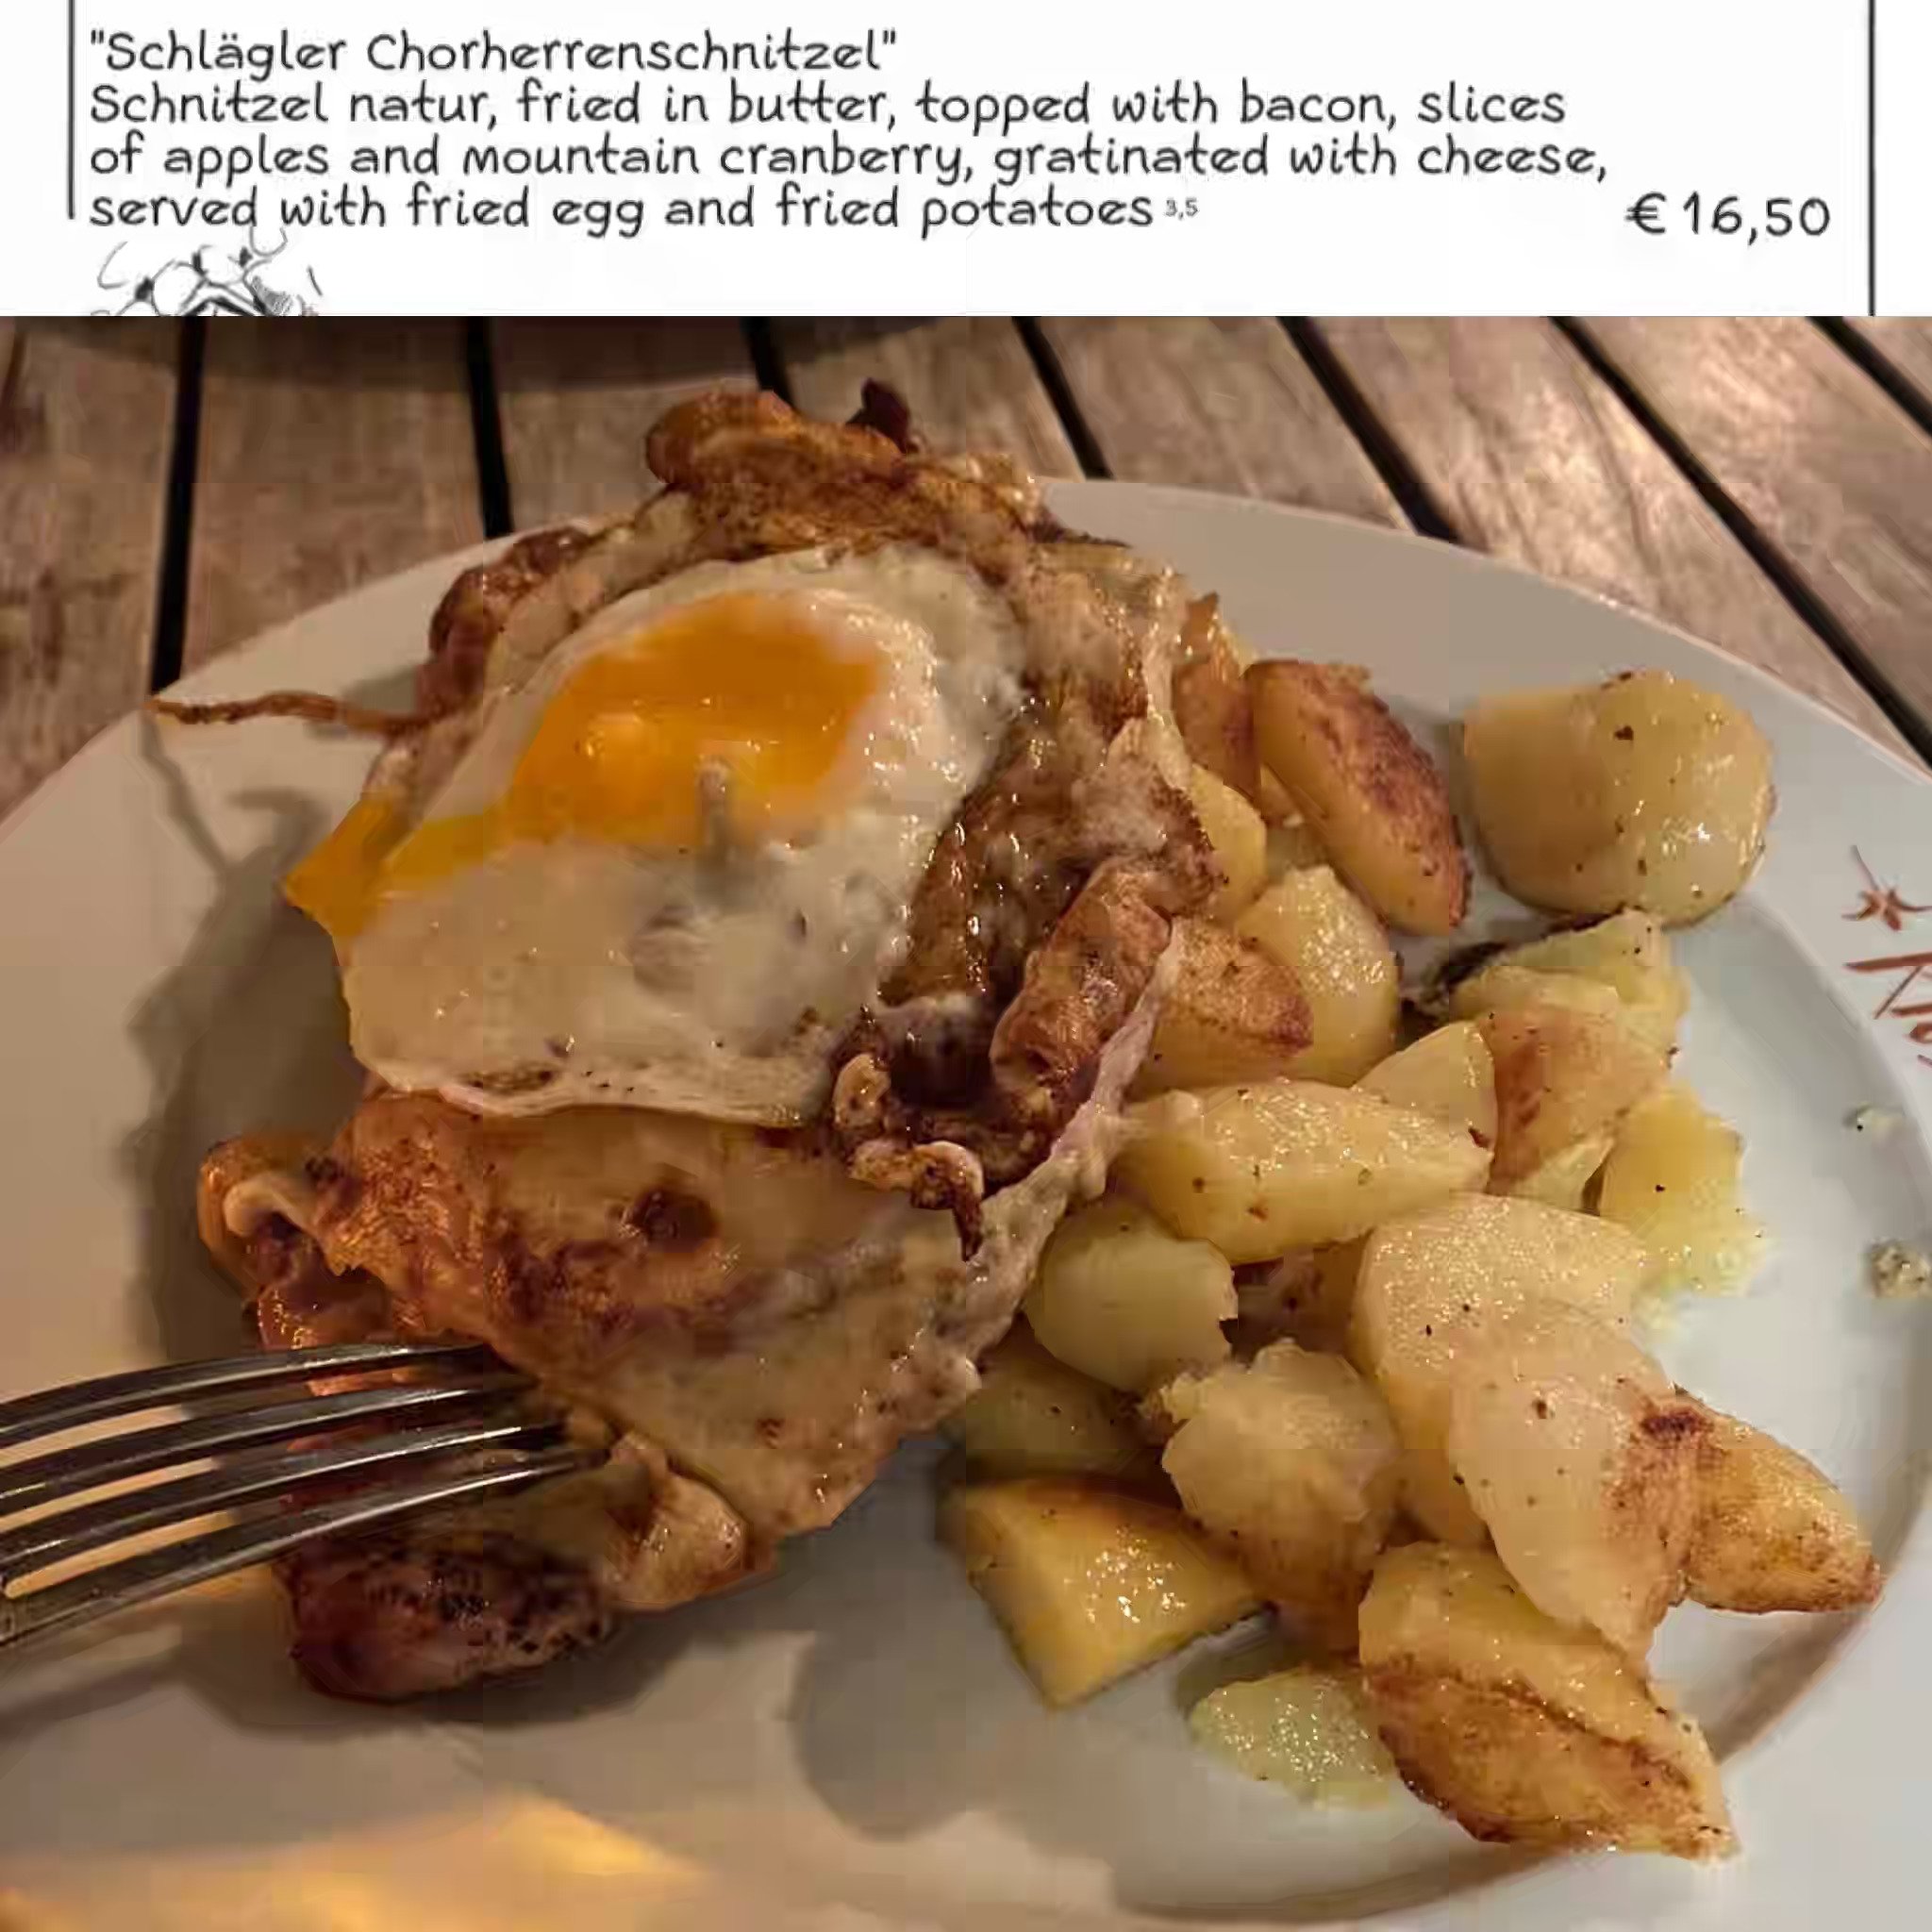 "Schlägler Chorherrenschnitzel"
Schnitzel natur, fried in butter, topped with bacon, slices
of apples and mountain cranberry, gratinated with cheese,
served with fried egg and fried potatoes 3,5
€ 16,50